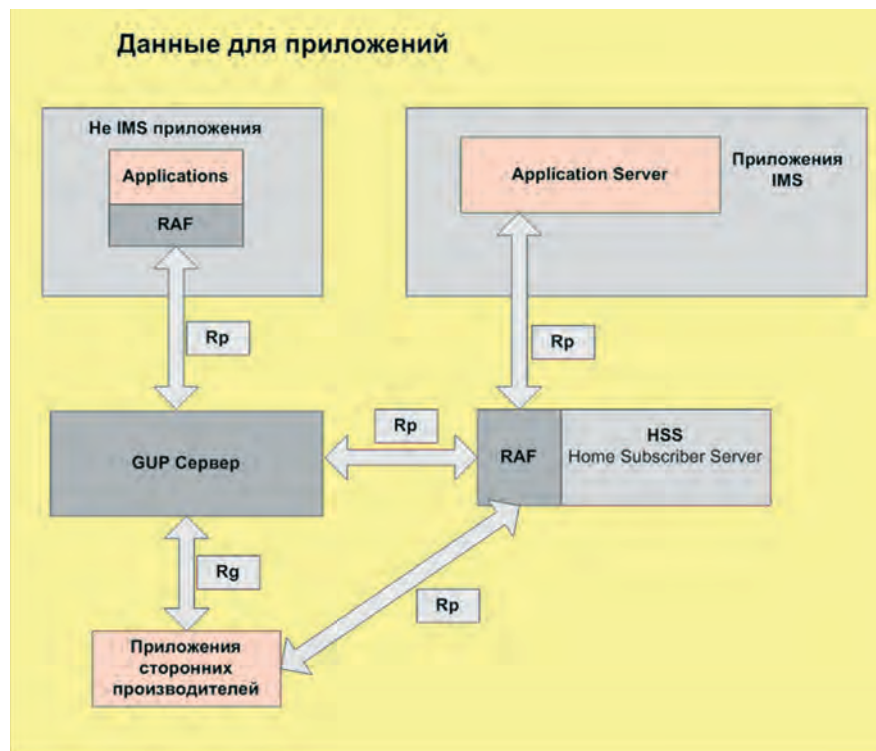 Данные для приложений
Не IMS приложения
Applications
RAF
Application Server
Приложения
IMS
Rp
Rp
GUP Сервер
Rp
RAF
HSS
Home Subscriber Server
Rg
Rp
Приложения
сторонних
производителей